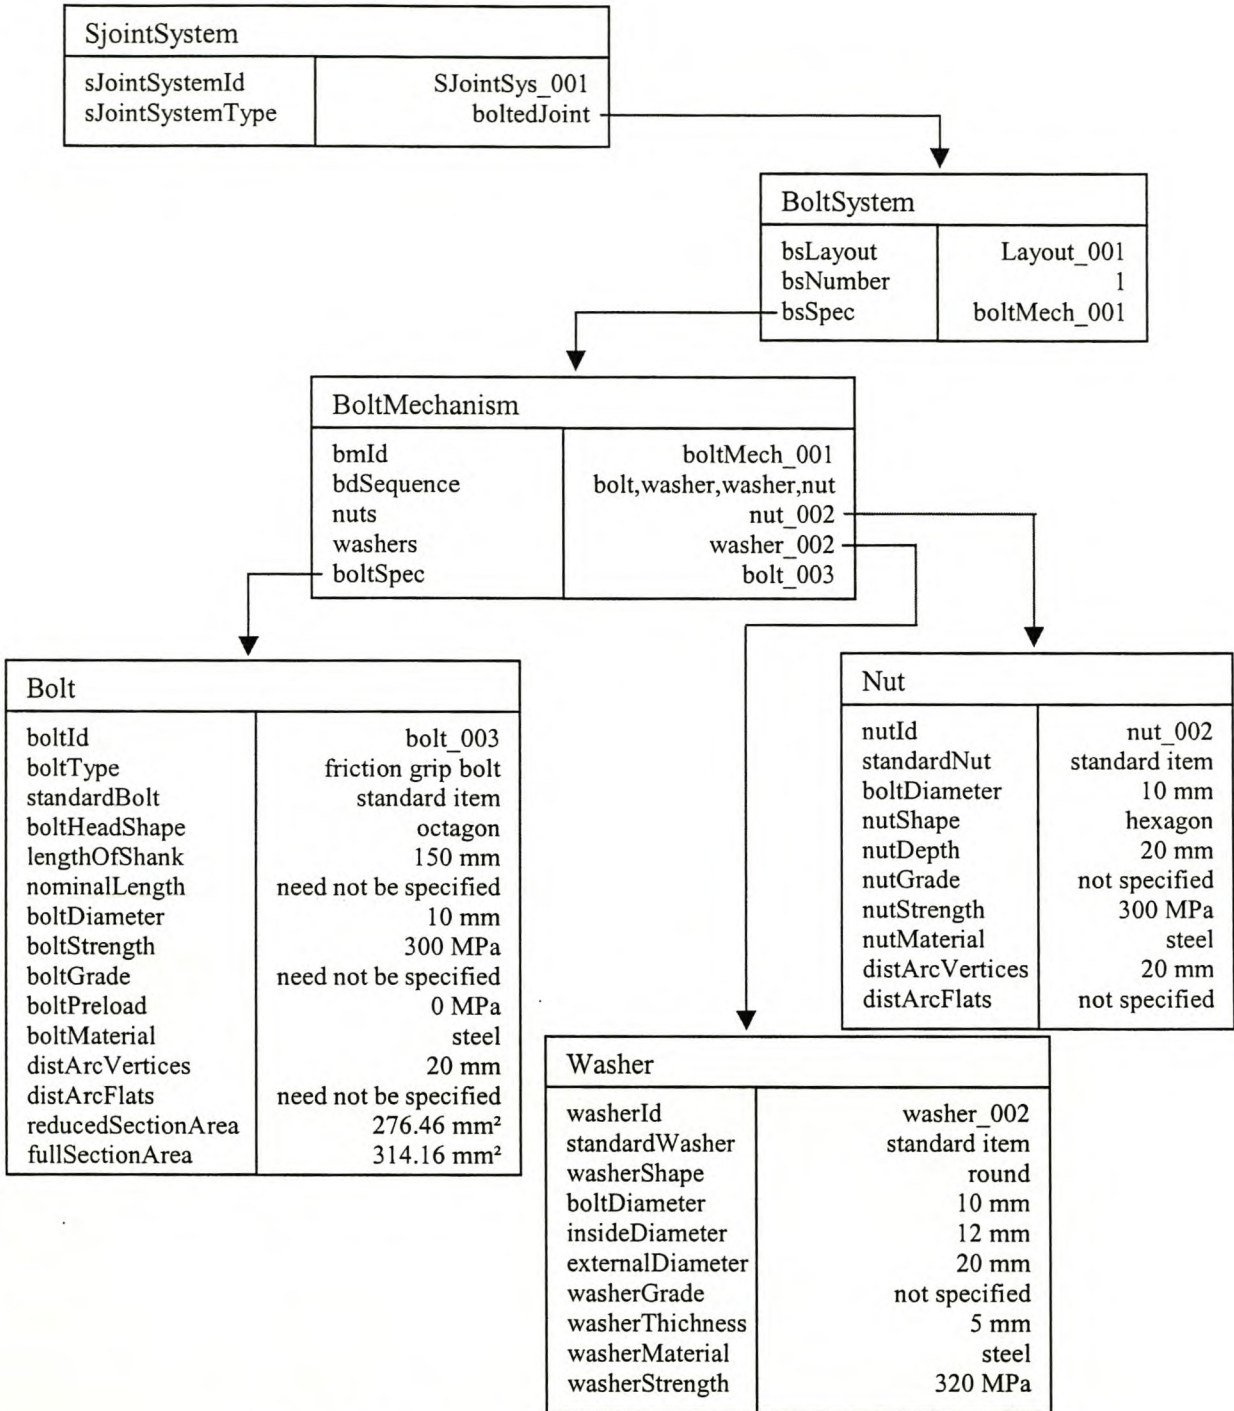 SjointSystem
sJointSystemId SJointSys_001
sJointSystemType boltedJoint
BoltSystem
bsLayout Layout_001
bsNumber 1
bsSpec boltMech_001
BoltMechanism
bmId boltMech_001
bdSequence bolt,washer,washer,nut
nuts nut_002
washers washer_002
boltSpec bolt_003
Bolt
boltId bolt_003
boltType friction grip bolt
standardBolt standard item
boltHeadShape octagon
lengthOfShank 150 mm
nominalLength need not be specified
boltDiameter 10 mm
boltStrength 300 MPa
boltGrade need not be specified
boltPreload 0 MPa
boltMaterial steel
distArcVertices 20 mm
distArcFlats need not be specified
reducedSectionArea 276.46 mm²
fullSectionArea 314.16 mm²
Nut
nutId nut_002
standardNut standard item
boltDiameter 10 mm
nutShape hexagon
nutDepth 20 mm
nutGrade not specified
nutStrength 300 MPa
nutMaterial steel
distArcVertices 20 mm
distArcFlats not specified
Washer
washerId washer_002
standardWasher standard item
washerShape round
boltDiameter 10 mm
insideDiameter 12 mm
externalDiameter 20 mm
washerGrade not specified
washerThichness 5 mm
washerMaterial steel
washerStrength 320 MPa